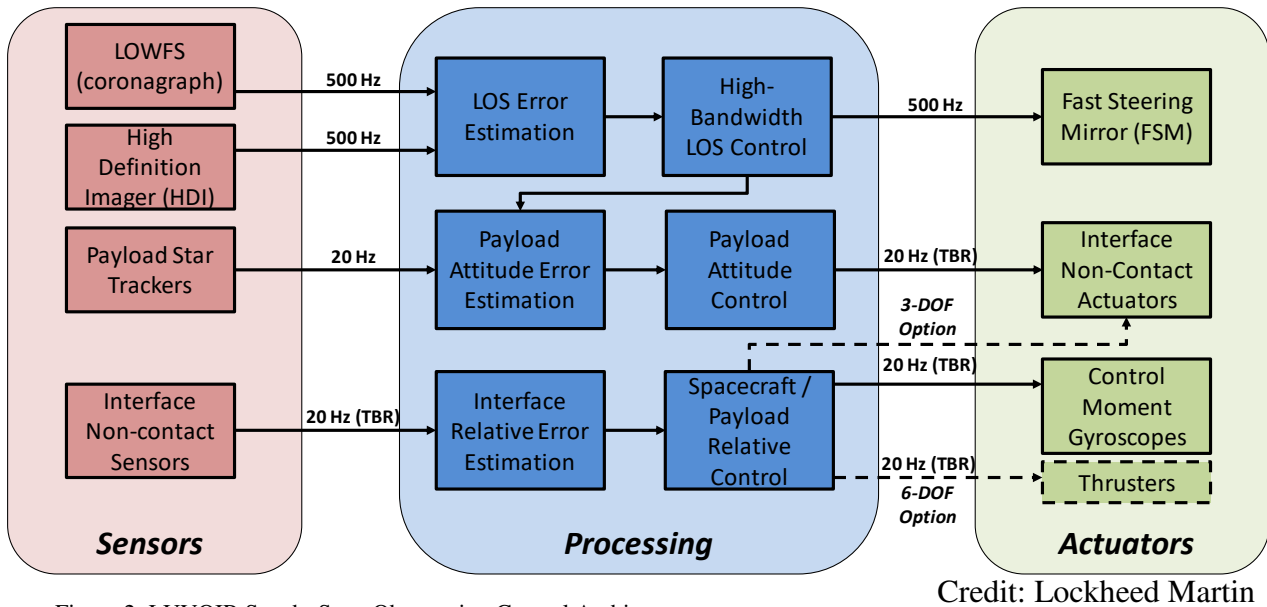 LOWFS
(coronagraph)
High
Definition
Imager (HDI)
Payload Star
Trackers
Interface
Non-contact
Sensors
Sensors
500 Hz
500 Hz
20 Hz
20 Hz (TBR)
LOS Error
Estimation
High-
Bandwidth
LOS Control
Payload
Attitude Error
Estimation
Payload
Attitude
Control
Interface
Relative Error
Estimation
Spacecraft /
Payload
Relative
Control
Processing
500 Hz
20 Hz (TBR)
3-DOF
Option
20 Hz (TBR)
20 Hz (TBR)
6-DOF
Option
Fast Steering
Mirror (FSM)
Interface
Non-Contact
Actuators
Control
Moment
Gyroscopes
Thrusters
Actuators
Credit: Lockheed Martin